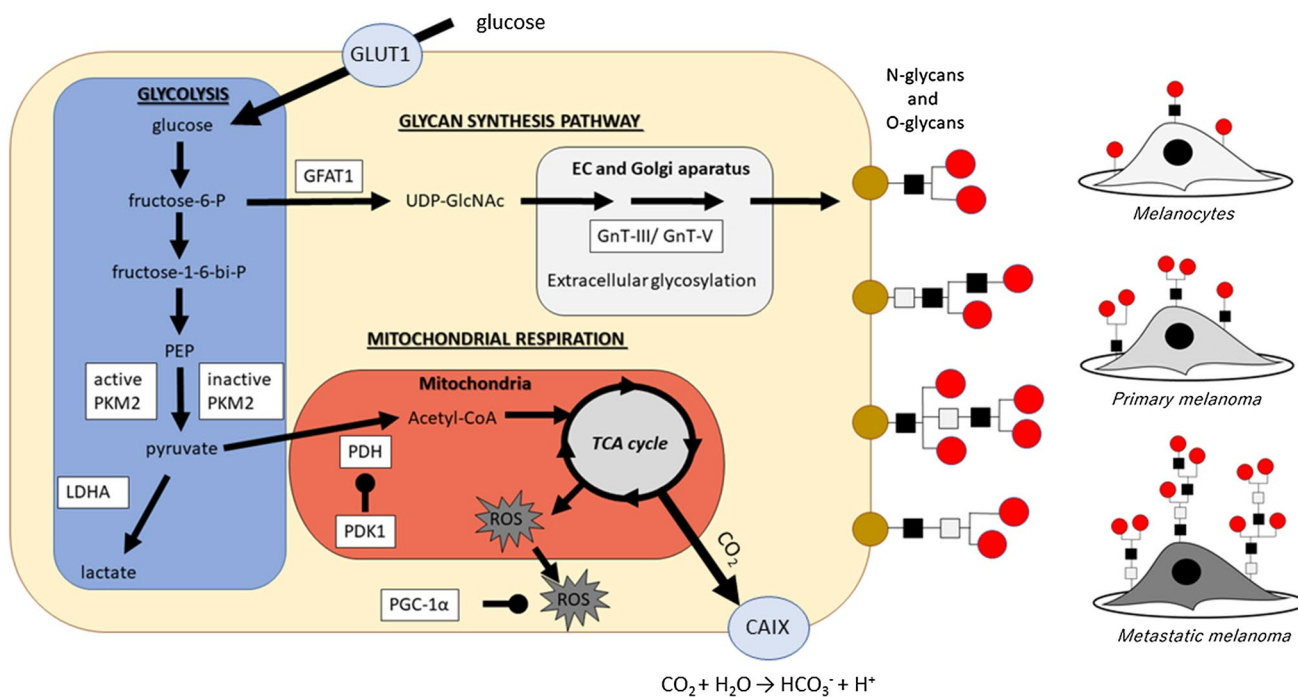 glucose
GLUT1
GLYCOLYSIS
glucose
fructose-6-P
fructose-1-6-bi-P
PEP
active
PKM2
inactive
PKM2
pyruvate
LDHA
lactate
GLYCAN SYNTHESIS PATHWAY
GFAT1
UDP-GlcNAc
EC and Golgi aparatus
GnT-III/ GnT-V
Extracellular glycosylation
MITOCHONDRIAL RESPIRATION
Mitochondria
Acetyl-CoA
TCA cycle
PDH
PDK1
ROS
ROS
PGC-1α
CO₂
CAIX
CO₂ + H₂O → HCO₃⁻ + H⁺
N-glycans
and
O-glycans
Melanocytes
Primary melanoma
Metastatic melanoma